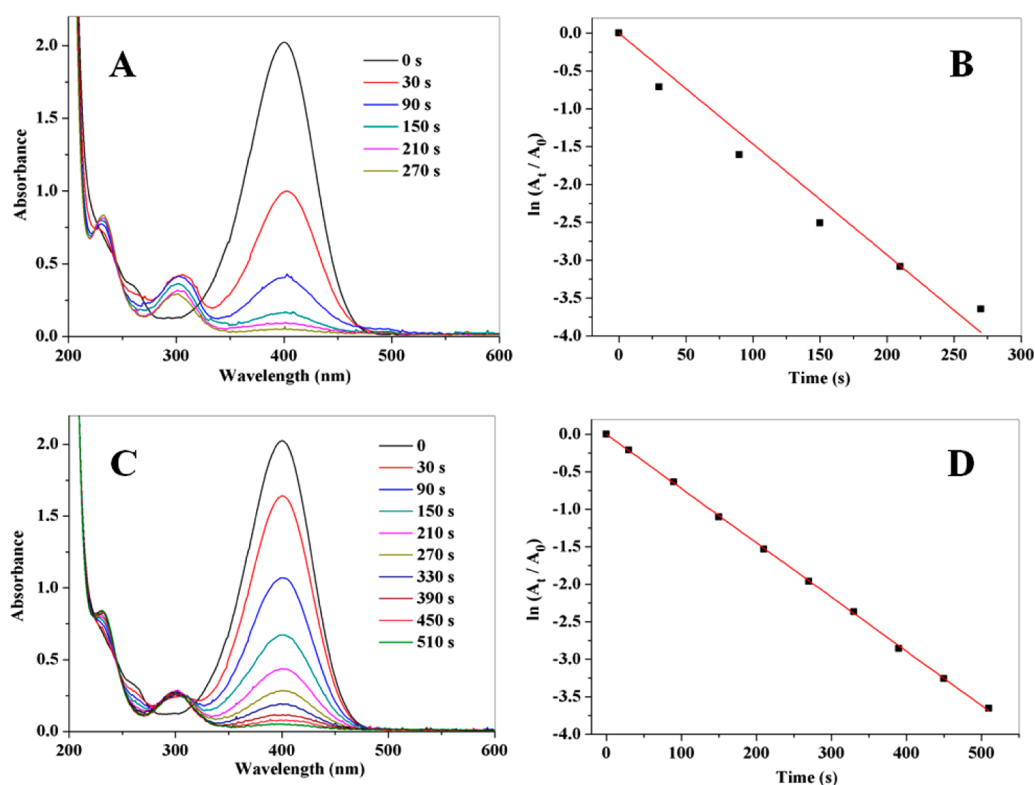 A
0 s
30 s
90 s
150 s
210 s
270 s
2.0
1.5
1.0
0.5
0.0
Absorbance
200 300 400 500 600
Wavelength (nm)
B
0.0
-0.5
-1.0
-1.5
-2.0
-2.5
-3.0
-3.5
-4.0
ln (At / A0)
0 50 100 150 200 250 300
Time (s)
C
0
30 s
90 s
150 s
210 s
270 s
330 s
390 s
450 s
510 s
2.0
1.5
1.0
0.5
0.0
Absorbance
200 300 400 500 600
Wavelength (nm)
D
0.0
-0.5
-1.0
-1.5
-2.0
-2.5
-3.0
-3.5
-4.0
ln (At / A0)
0 100 200 300 400 500
Time (s)